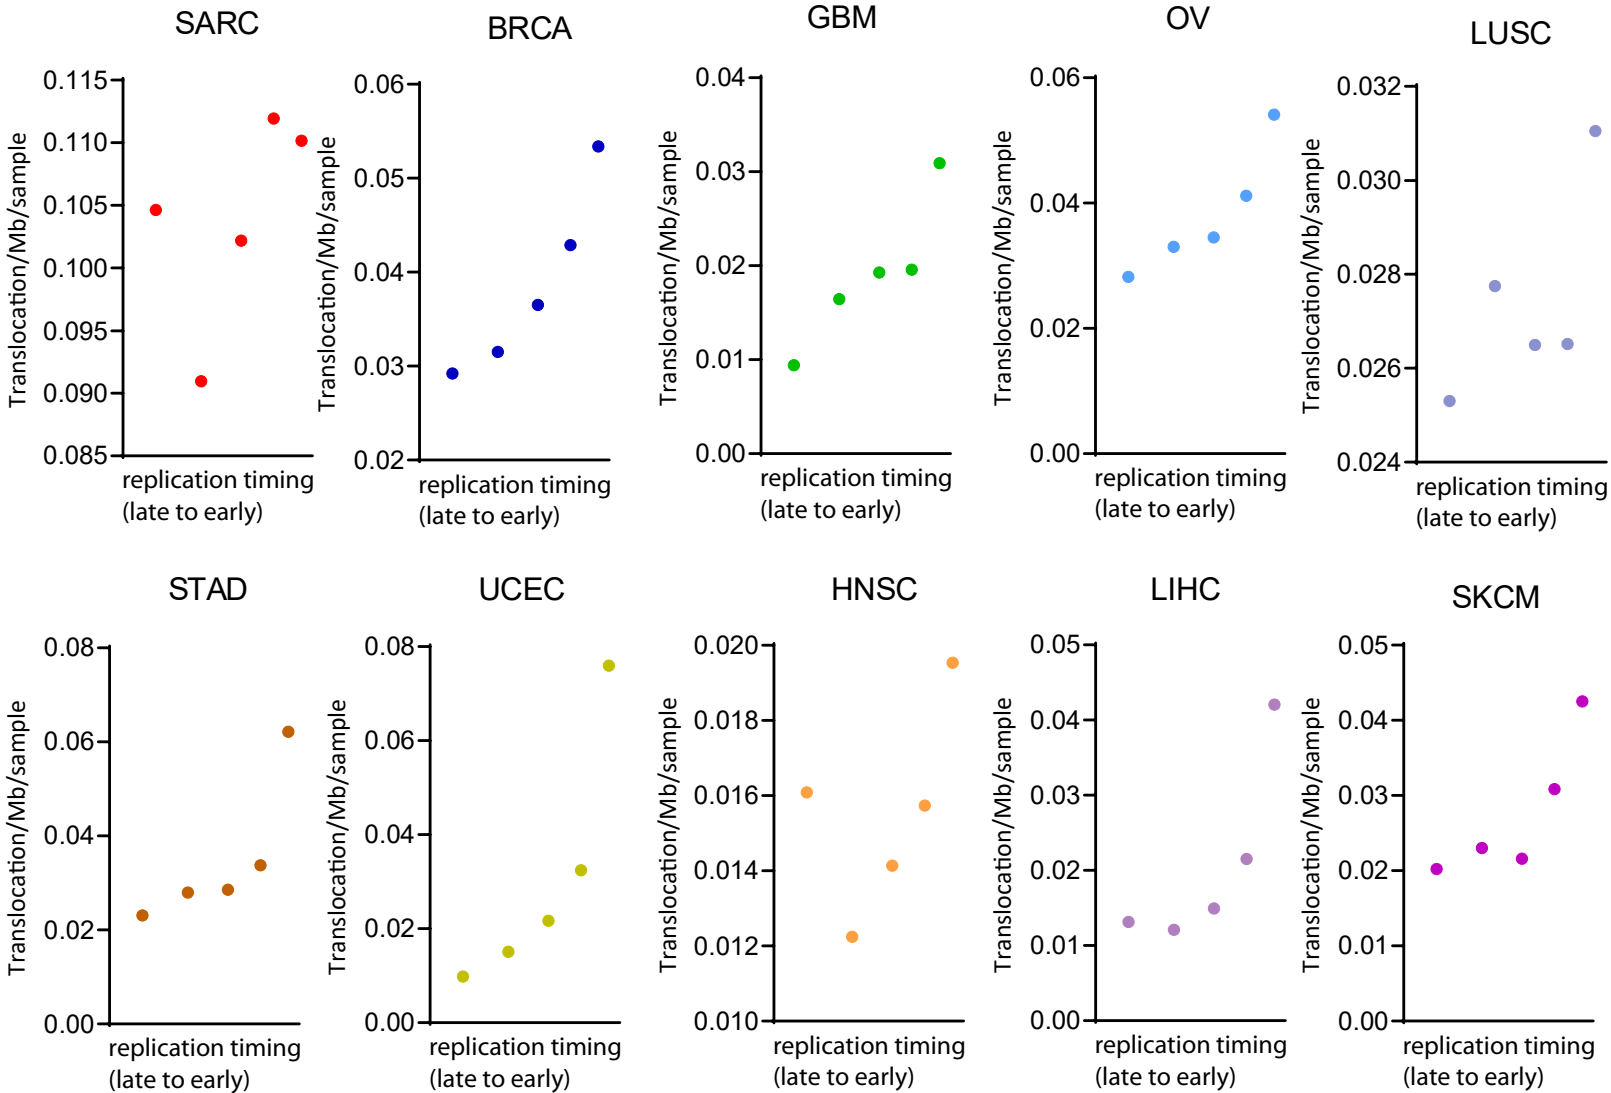 SARC
0.115
0.110
0.105
0.100
0.095
0.090
0.085
Translocation/Mb/sample
replication timing
(late to early)
BRCA
0.06
0.05
0.04
0.03
0.02
Translocation/Mb/sample
replication timing
(late to early)
GBM
0.04
0.03
0.02
0.01
0.00
Translocation/Mb/sample
replication timing
(late to early)
OV
0.06
0.04
0.02
0.00
Translocation/Mb/sample
replication timing
(late to early)
LUSC
0.032
0.030
0.028
0.026
0.024
Translocation/Mb/sample
replication timing
(late to early)
STAD
0.08
0.06
0.04
0.02
0.00
Translocation/Mb/sample
replication timing
(late to early)
UCEC
0.08
0.06
0.04
0.02
0.00
Translocation/Mb/sample
replication timing
(late to early)
HNSC
0.020
0.018
0.016
0.014
0.012
0.010
Translocation/Mb/sample
replication timing
(late to early)
LIHC
0.05
0.04
0.03
0.02
0.01
0.00
Translocation/Mb/sample
replication timing
(late to early)
SKCM
0.05
0.04
0.03
0.02
0.01
0.00
Translocation/Mb/sample
replication timing
(late to early)